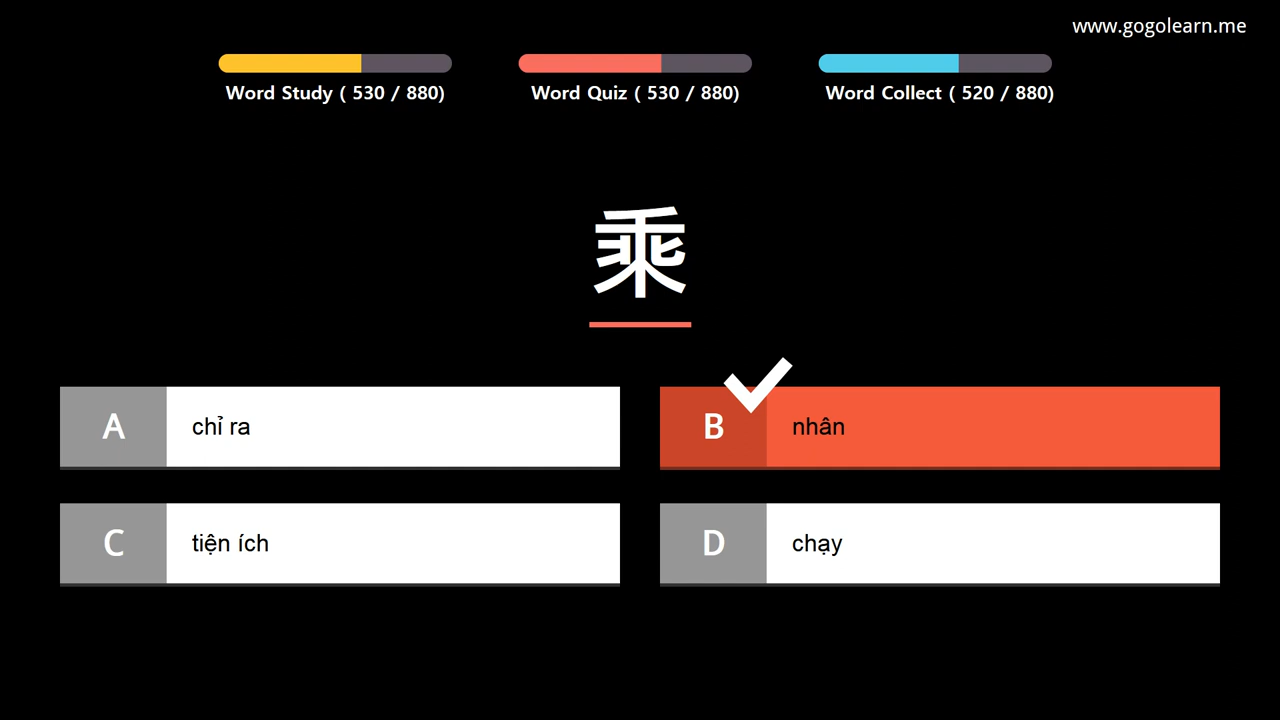 www.gogolearn.me
Word Study ( 530 / 880)
Word Quiz ( 530 / 880)
Word Collect ( 520 / 880)
乘
A
chỉ ra
B
nhân
C
tiện ích
D
chạy